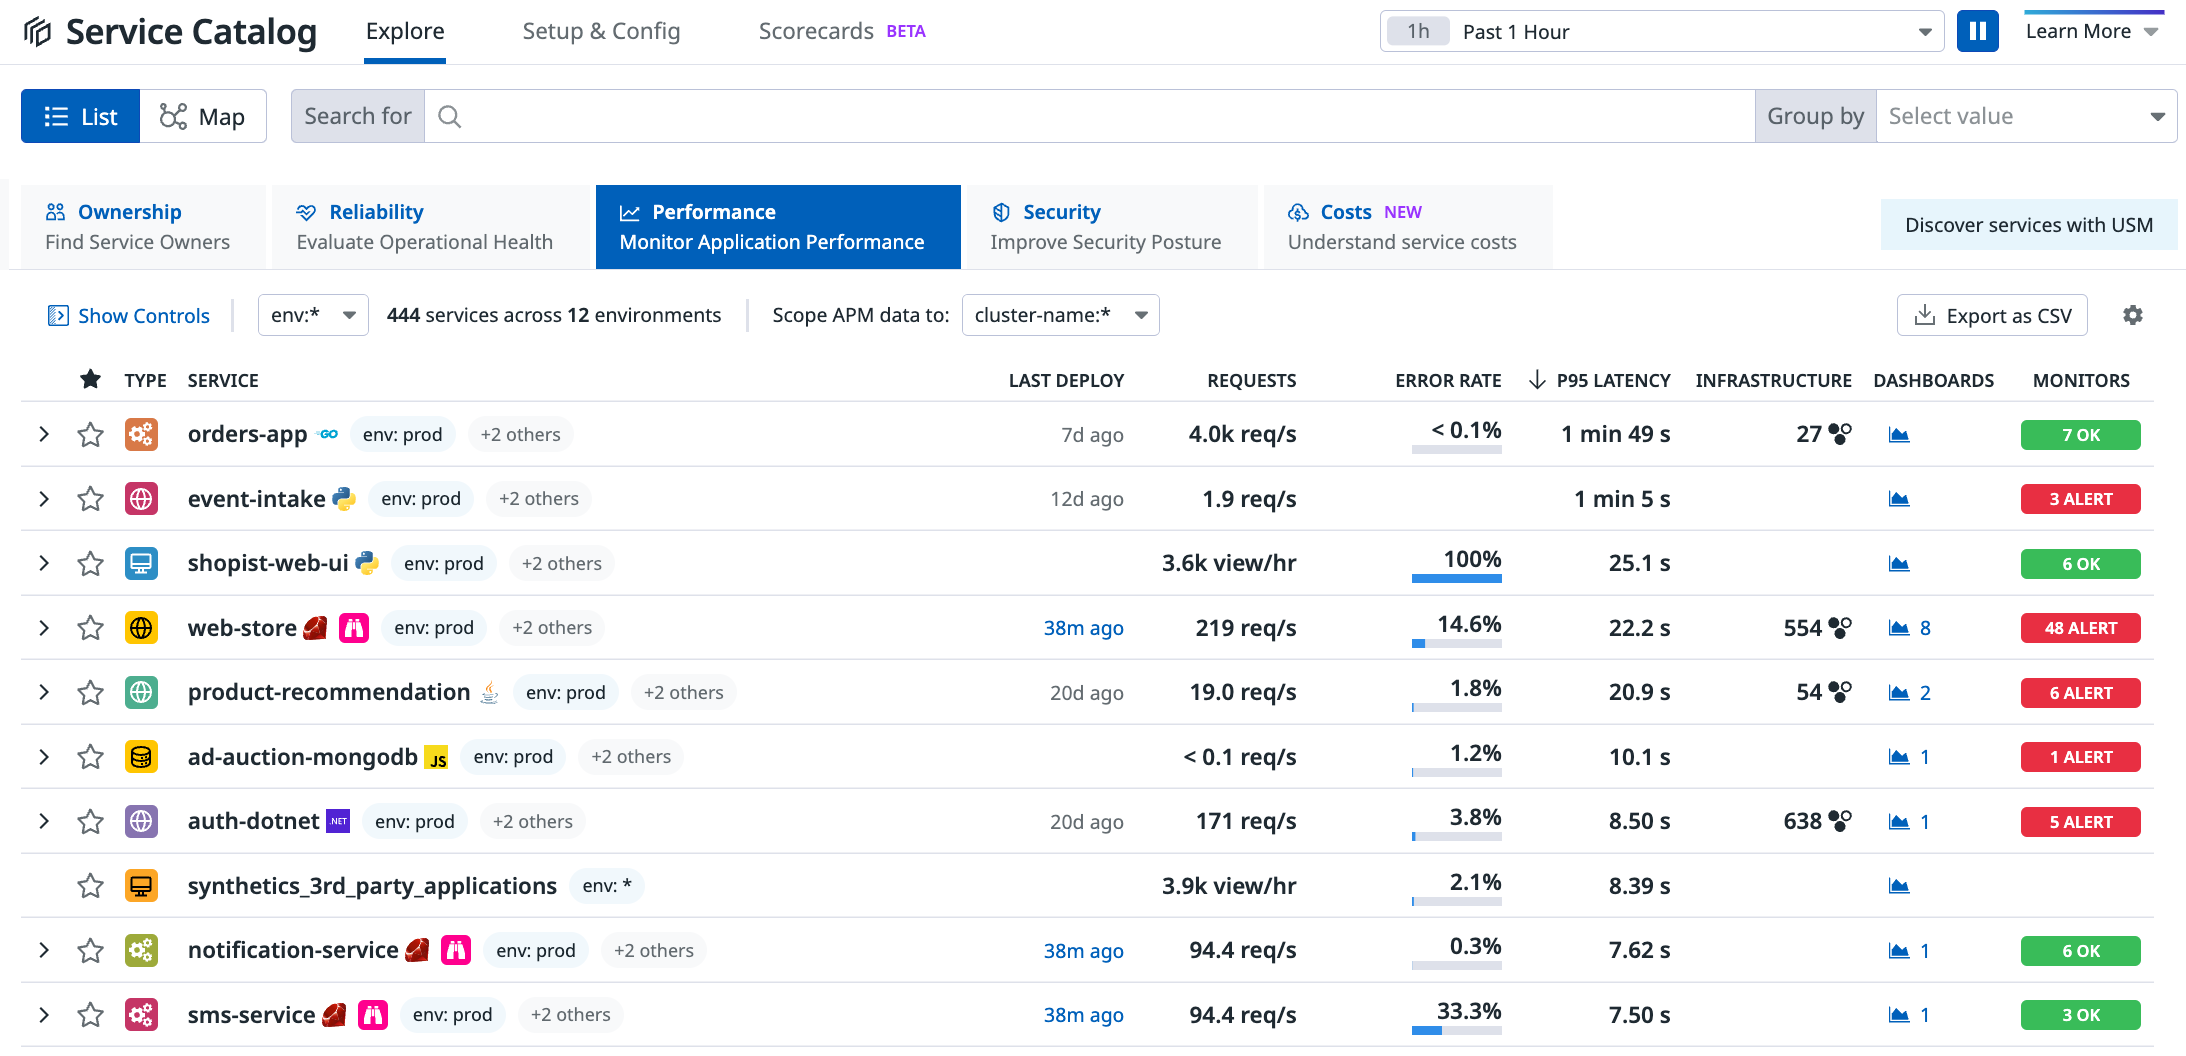 Service Catalog Explore Setup & Config Scorecards BETA 1h Past 1 Hour Learn More
List Map Search for Group by Select value
Ownership Reliability Performance Security Costs NEW
Find Service Owners Evaluate Operational Health Monitor Application Performance Improve Security Posture Understand service costs
Discover services with USM
Show Controls env:* 444 services across 12 environments Scope APM data to: cluster-name:* Export as CSV
TYPE SERVICE LAST DEPLOY REQUESTS ERROR RATE P95 LATENCY INFRASTRUCTURE DASHBOARDS MONITORS
orders-app GO env: prod +2 others 7d ago 4.0k req/s < 0.1% 1 min 49 s 27 7 OK
event-intake env: prod +2 others 12d ago 1.9 req/s 1 min 5 s 3 ALERT
shopist-web-ui env: prod +2 others 3.6k view/hr 100% 25.1 s 6 OK
web-store env: prod +2 others 38m ago 219 req/s 14.6% 22.2 s 554 8 48 ALERT
product-recommendation env: prod +2 others 20d ago 19.0 req/s 1.8% 20.9 s 54 2 6 ALERT
ad-auction-mongodb JS env: prod +2 others < 0.1 req/s 1.2% 10.1 s 1 1 ALERT
auth-dotnet .NET env: prod +2 others 20d ago 171 req/s 3.8% 8.50 s 638 1 5 ALERT
synthetics_3rd_party_applications env: * 3.9k view/hr 2.1% 8.39 s
notification-service env: prod +2 others 38m ago 94.4 req/s 0.3% 7.62 s 1 6 OK
sms-service env: prod +2 others 38m ago 94.4 req/s 33.3% 7.50 s 1 3 OK